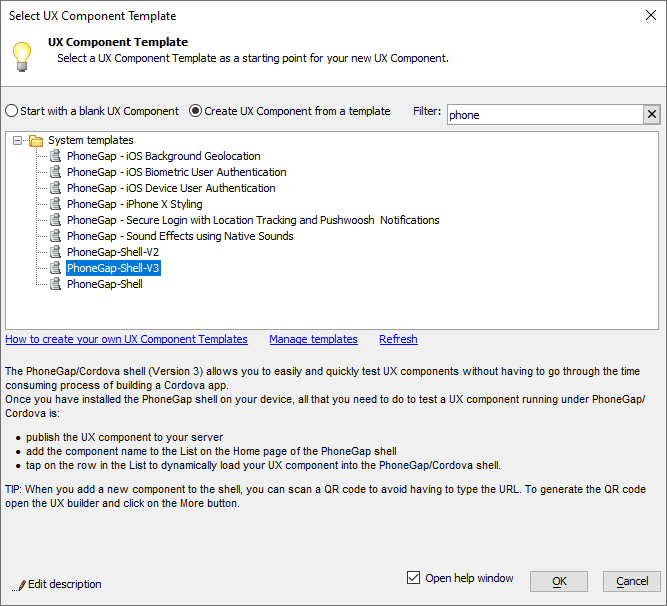 Select UX Component Template
UX Component Template
Select a UX Component Template as a starting point for your new UX Component.
Start with a blank UX Component Create UX Component from a template Filter: phone
System templates
PhoneGap - iOS Background Geolocation
PhoneGap - iOS Biometric User Authentication
PhoneGap - iOS Device User Authentication
PhoneGap - iPhone X Styling
PhoneGap - Secure Login with Location Tracking and Pushwoosh  Notifications
PhoneGap - Sound Effects using Native Sounds
PhoneGap-Shell-V2
PhoneGap-Shell-V3
PhoneGap-Shell
How to create your own UX Component Templates Manage templates Refresh
The PhoneGap/Cordova shell (Version 3) allows you to easily and quickly test UX components without having to go through the time
consuming process of building a Cordova app.
Once you have installed the PhoneGap shell on your device, all that you need to do to test a UX component running under PhoneGap/
Cordova is:
• publish the UX component to your server
• add the component name to the List on the Home page of the PhoneGap shell
• tap on the row in the List to dynamically load your UX component into the PhoneGap/Cordova shell.
TIP: When you add a new component to the shell, you can scan a QR code to avoid having to type the URL. To generate the QR code
open the UX builder and click on the More button.
Edit description Open help window OK Cancel